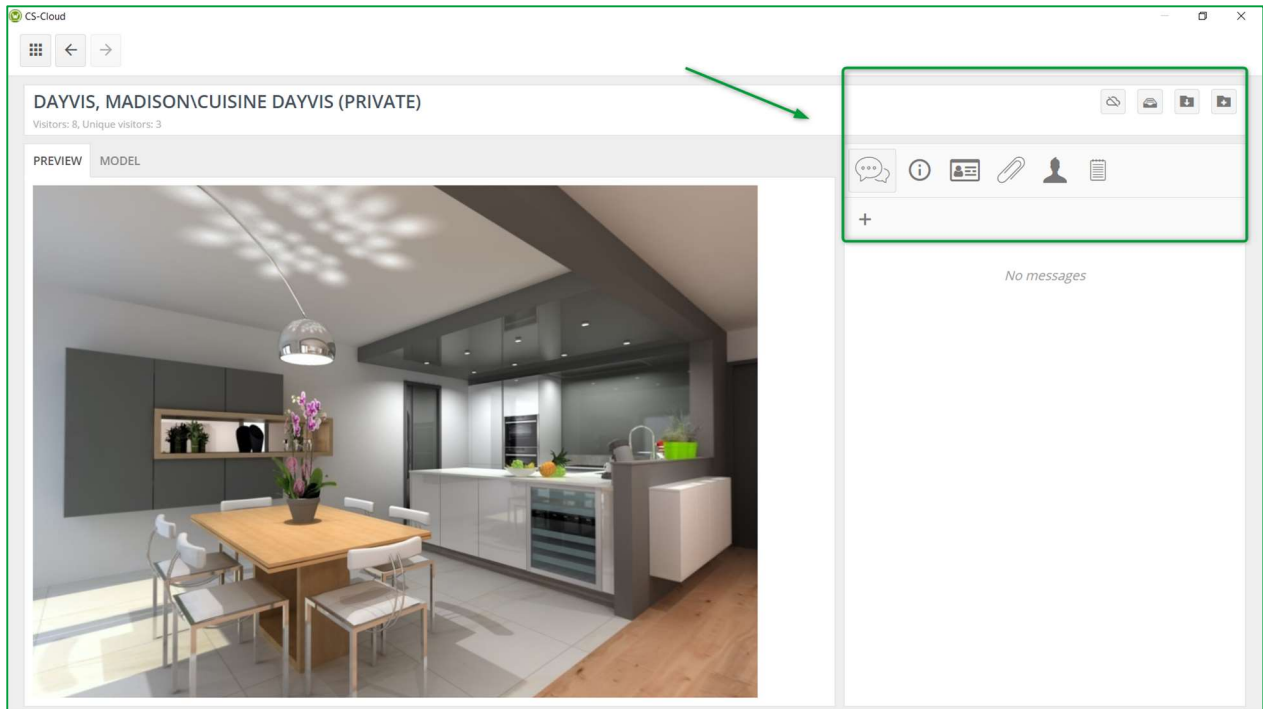 CS-Cloud
DAYVIS, MADISON\CUISINE DAYVIS (PRIVATE)
Visitors: 8, Unique visitors: 3
PREVIEW MODEL
No messages